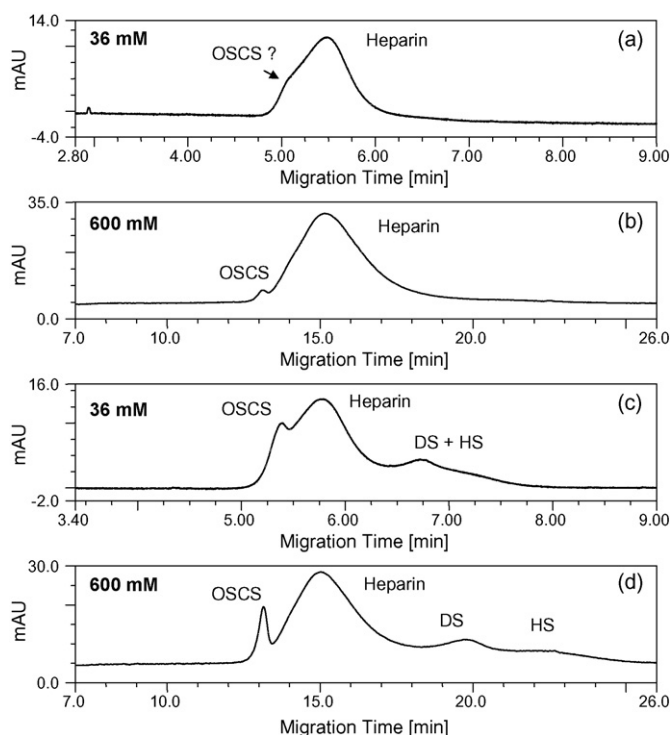 14.0
36 mM
Heparin
(a)
OSCS ?
mAU
-4.0
2.80 4.00 5.00 6.00 7.00 8.00 9.00
Migration Time [min]
35.0
600 mM
Heparin
(b)
OSCS
mAU
0.0
7.0 10.0 15.0 20.0 26.0
Migration Time [min]
16.0
36 mM
OSCS
Heparin
(c)
DS + HS
mAU
-2.0
3.40 5.00 6.00 7.00 8.00 9.00
Migration Time [min]
30.0
600 mM
OSCS
Heparin
(d)
DS
HS
mAU
0.0
7.0 10.0 15.0 20.0 26.0
Migration Time [min]